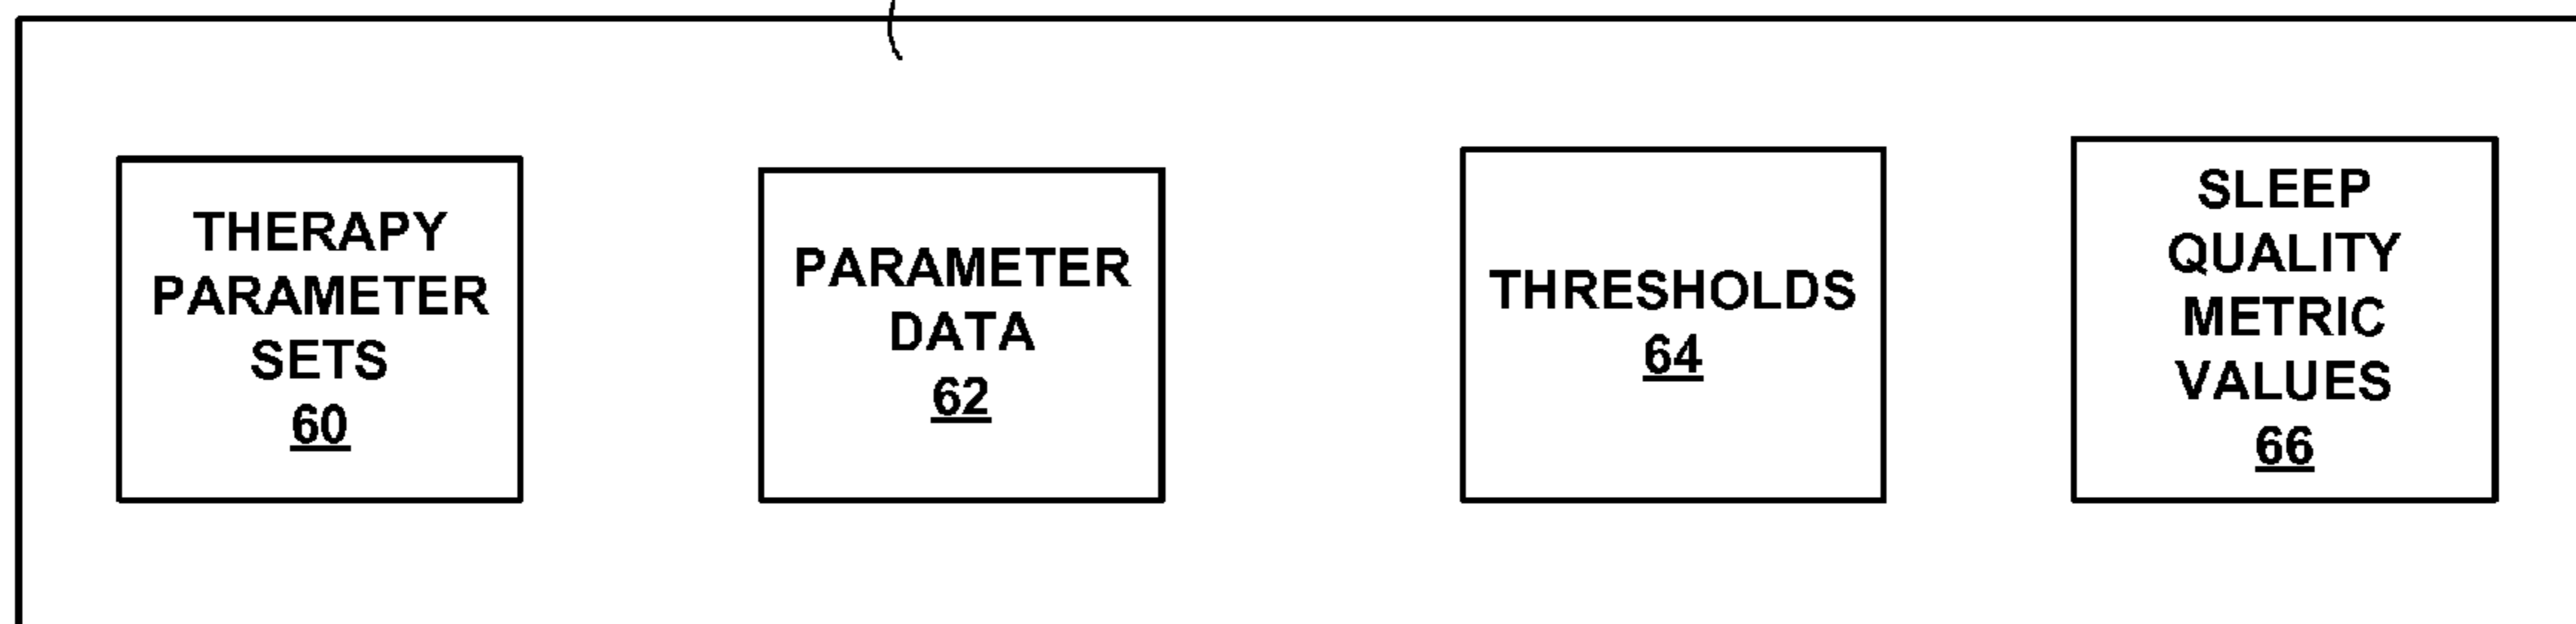 THERAPY
PARAMETER
SETS
60
PARAMETER
DATA
62
THRESHOLDS
64
SLEEP
QUALITY
METRIC
VALUES
66